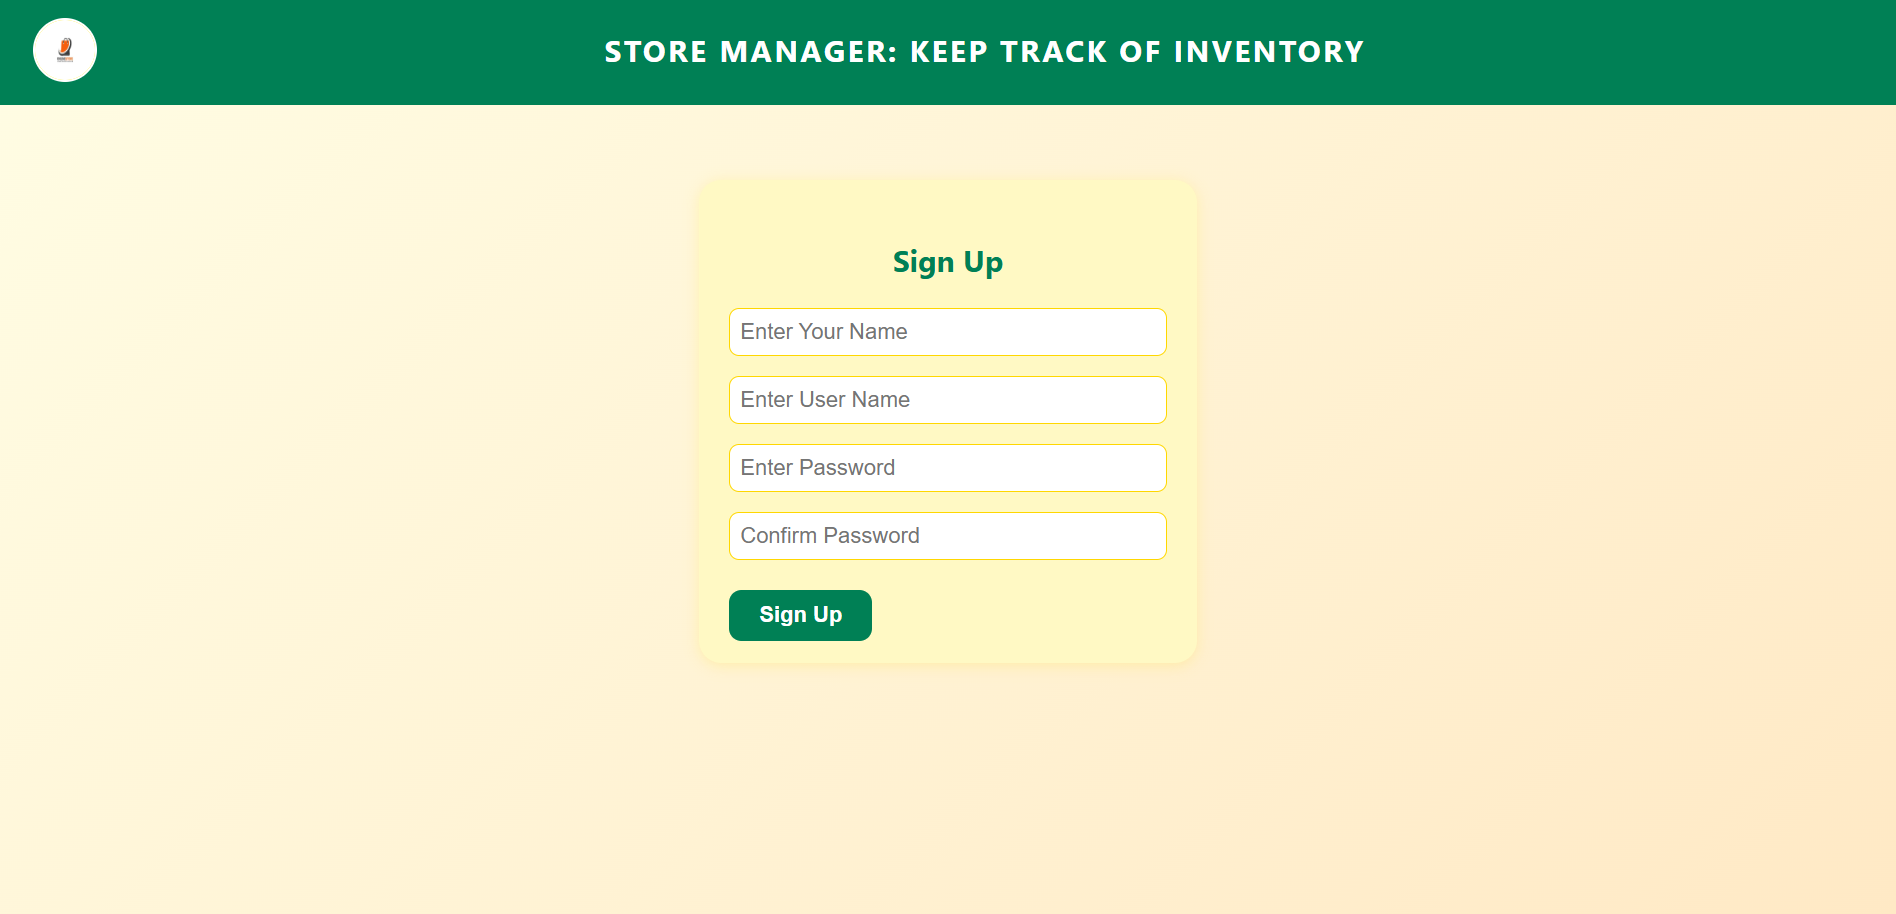 STORE MANAGER: KEEP TRACK OF INVENTORY
Sign Up
Enter Your Name
Enter User Name
Enter Password
Confirm Password
Sign Up